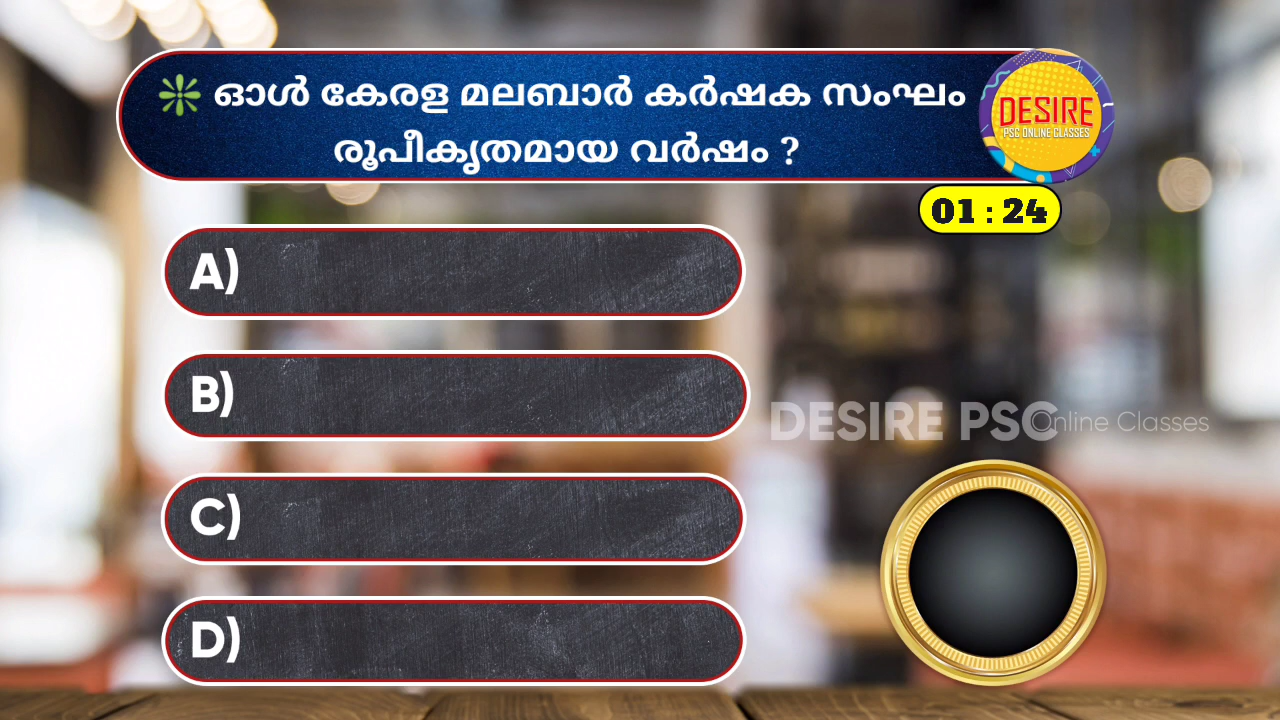 ഓൾ കേരള മലബാർ കർഷക സംഘം
രൂപീകൃതമായ വർഷം ?
DESIRE
PSC ONLINE CLASSES
01 : 24
A)
B)
DESIRE PSC Online Classes
C)
D)